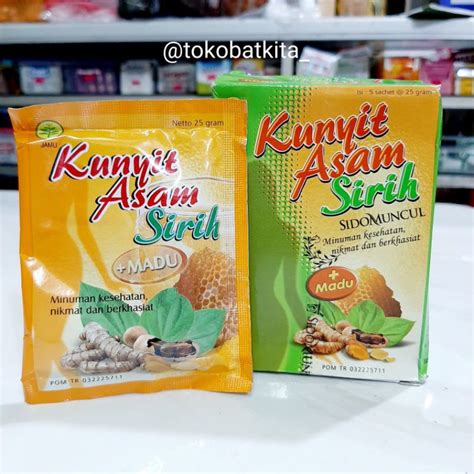 @tokobatkita_
JAMU
Netto 25 gram
Kunyit
Asam
Sirih
+ MADU
Minuman kesehatan,
nikmat dan berkhasiat
POM TR 032225711
Isi : 5 sachet @ 25 gram
Kunyit
Asam
Sirih
SIDOMUNCUL
Minuman kesehatan,
nikmat dan berkhasiat
+
Madu
POM TR 032225711